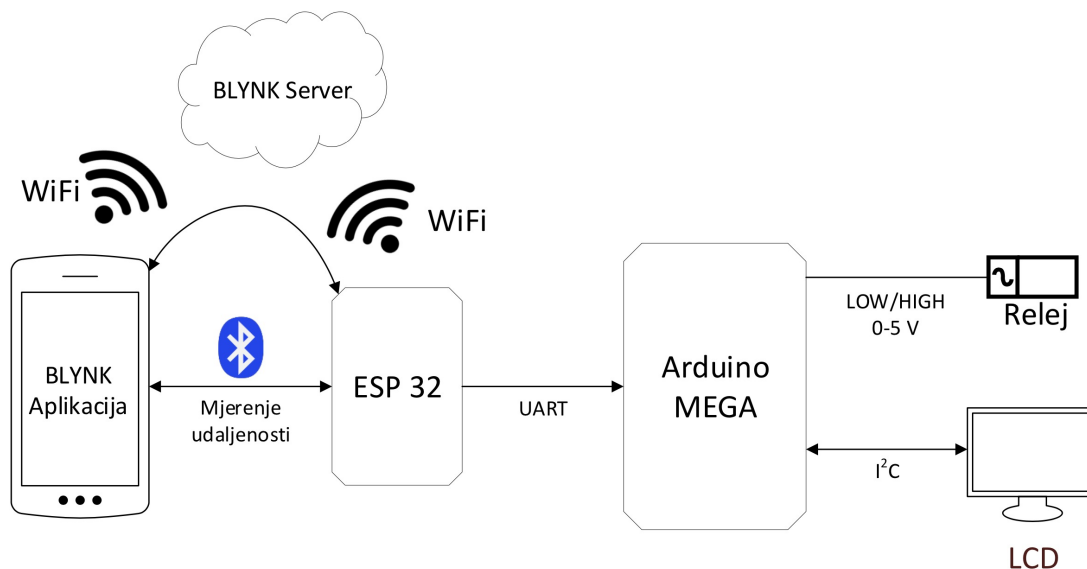 BLYNK Server
WiFi
WiFi
BLYNK
Aplikacija
Mjerenje
udaljenosti
ESP 32
UART
Arduino
MEGA
LOW/HIGH
0-5 V
Relej
I²C
LCD